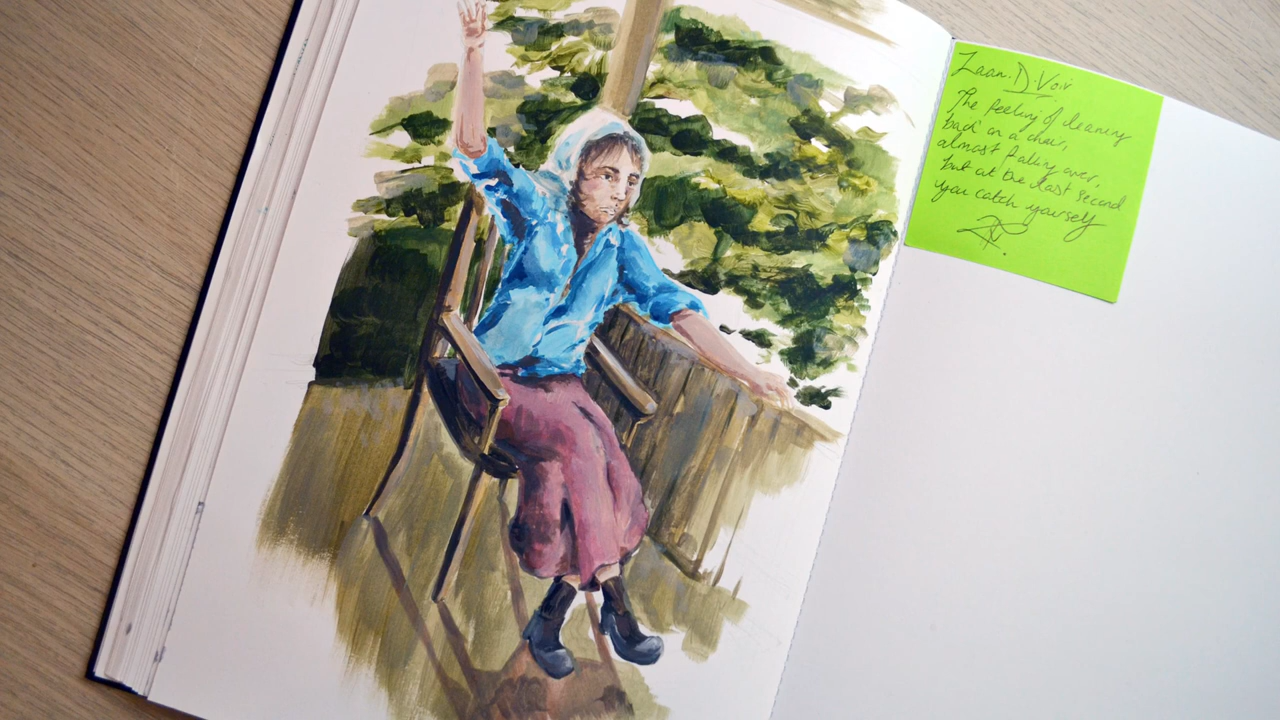 Zaan. D Voir
The feeling of leaning
back on a chair,
almost falling over,
but at the last second
you catch yourself